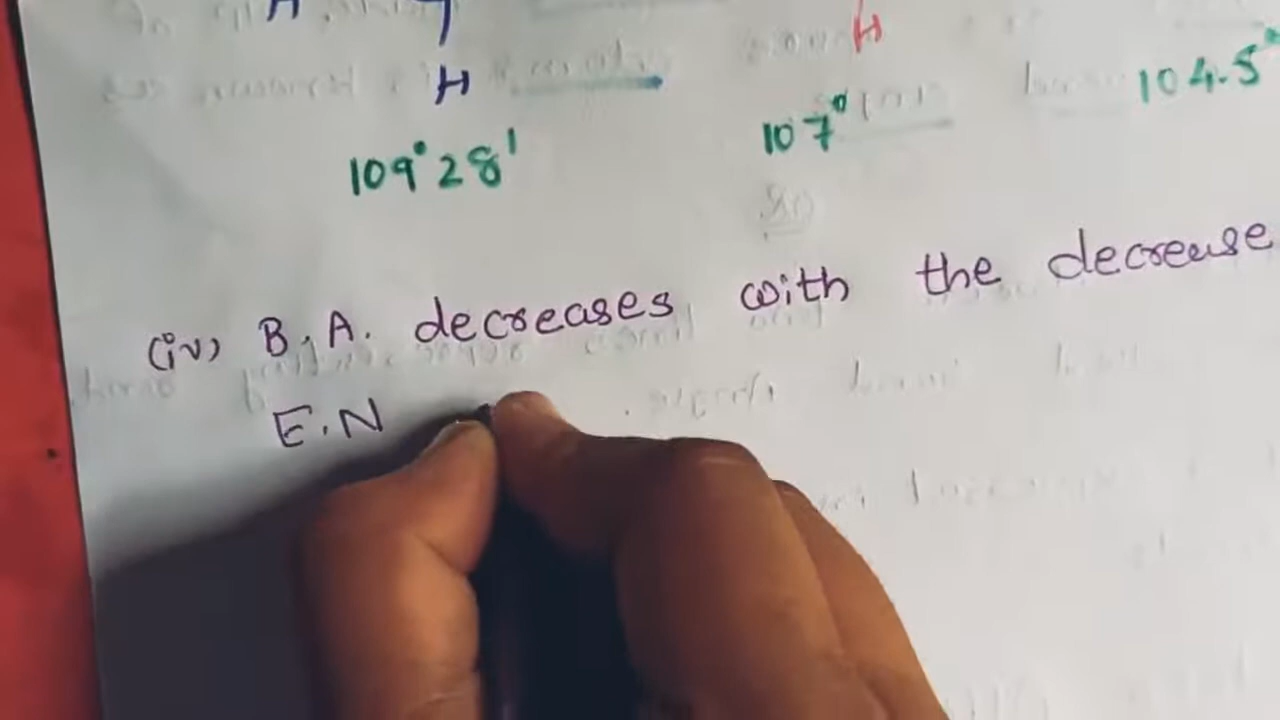 H H
H
109°28' 107° 104.5°
(iv) B.A. decreases with the decrease
E.N